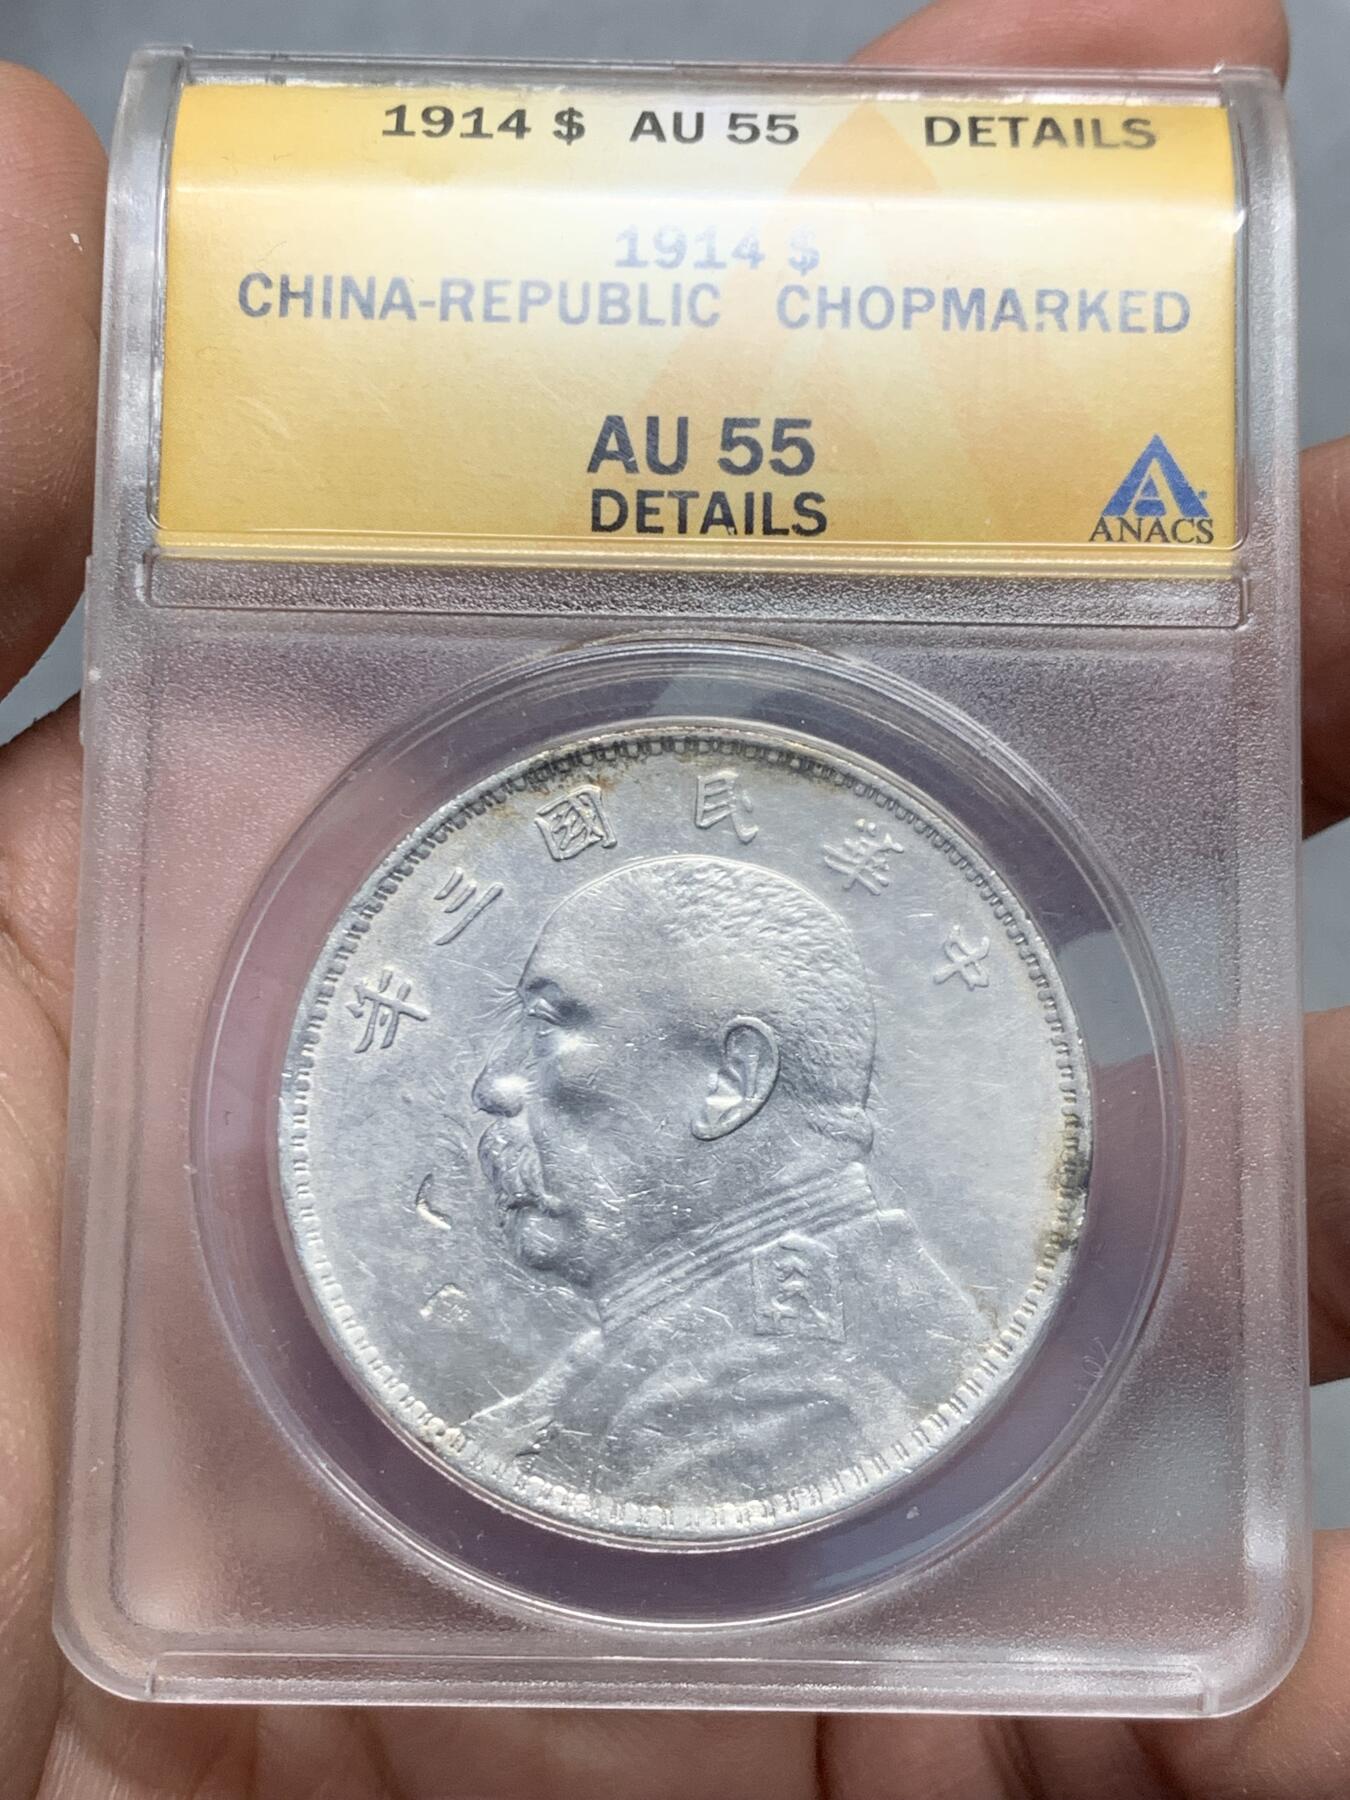 1914 $ AU 55 DETAILS
1914 $
CHINA-REPUBLIC CHOPMARKED
AU 55
DETAILS
ANACS
年三國民華中